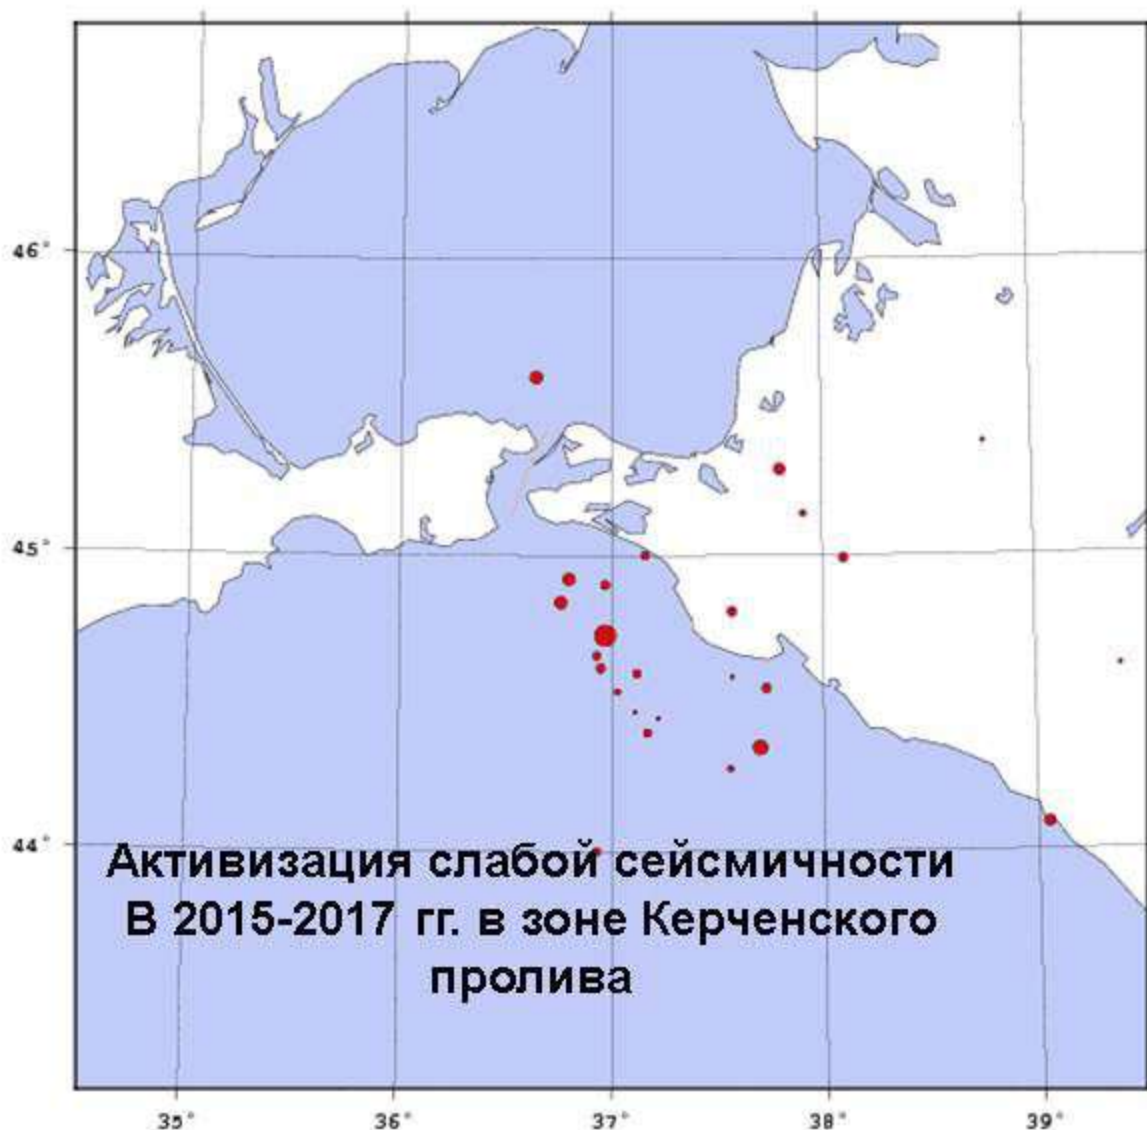 46°
45°
44°
Активизация слабой сейсмичности
В 2015-2017 гг. в зоне Керченского
пролива
35° 36° 37° 38° 39°